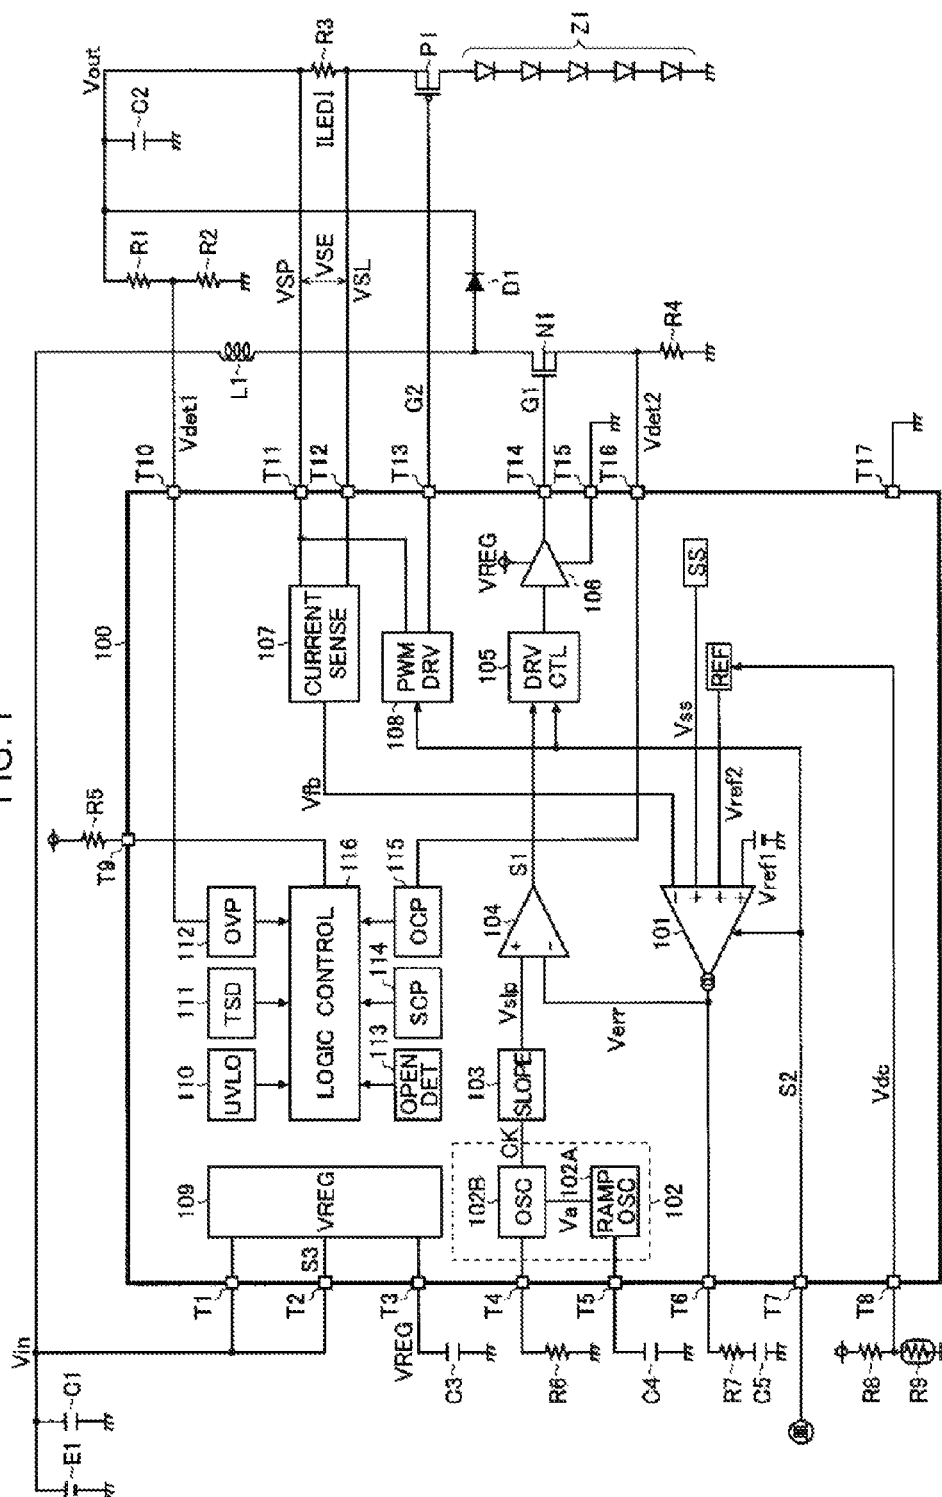 FIG. 1
Vin
E1
C1
T1
T2
S3
T3
VREG
C3
T4
R6
T5
C4
T6
R7
C5
T7
T8
R8
R9
109
VREG
102B
OSC
CK
Va
102A
RAMP
OSC
102
103
SLOPE
Vslp
Verr
S2
Vdc
110
UVLO
111
TSD
112
OVP
LOGIC CONTROL
116
113
OPEN
DET
114
SCP
115
OCP
104
+
-
S1
101
-
+
+
+
Vref1
Vref2
Vss
REF
SS
T9
R5
100
Vfb
107
CURRENT
SENSE
108
PWM
DRV
105
DRV
CTL
106
VREG
T10
T11
T12
T13
T14
T15
T16
T17
Vdet1
L1
G2
G1
N1
Vdet2
R4
D1
R1
R2
VSP
VSE
VSL
C2
Vout
R3
ILED1
P1
Z1